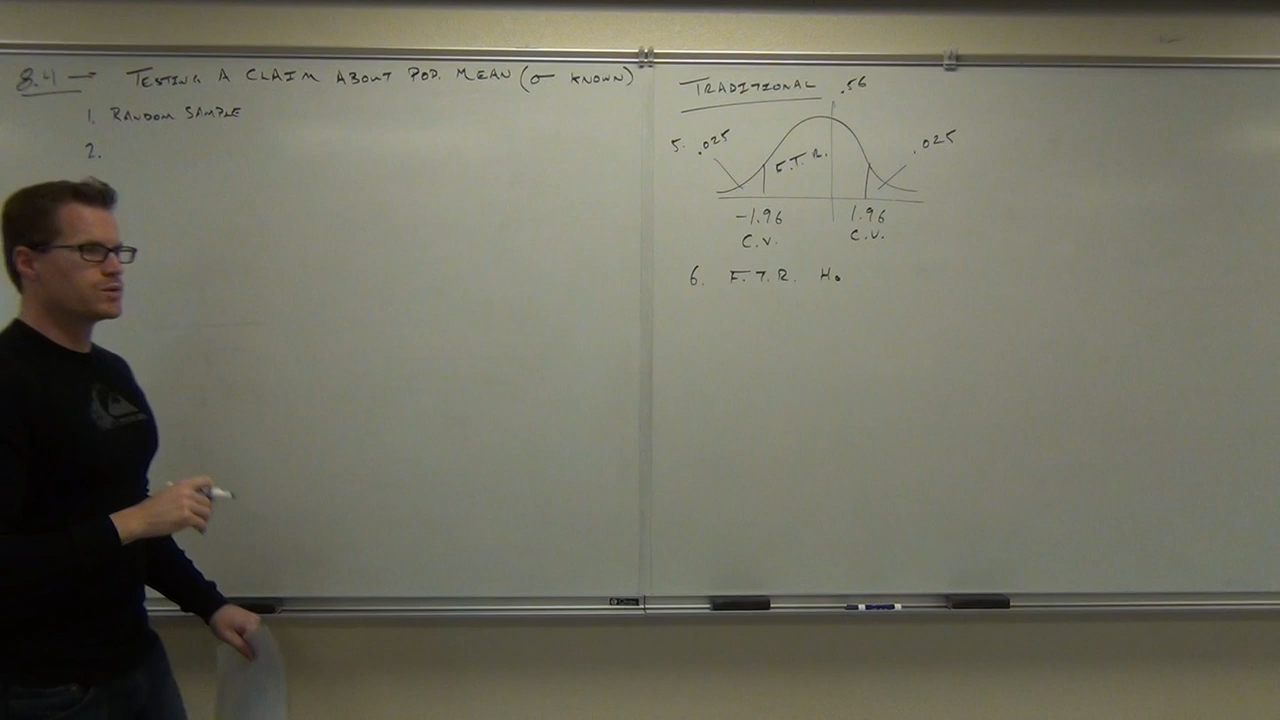 8.4 → TESTING A CLAIM ABOUT POP. MEAN (σ KNOWN)
1. RANDOM SAMPLE
2.
TRADITIONAL
.56
5. .025
.025
F.T.R.
-1.96
1.96
C.V.
C.V.
6. F.T.R. H₀